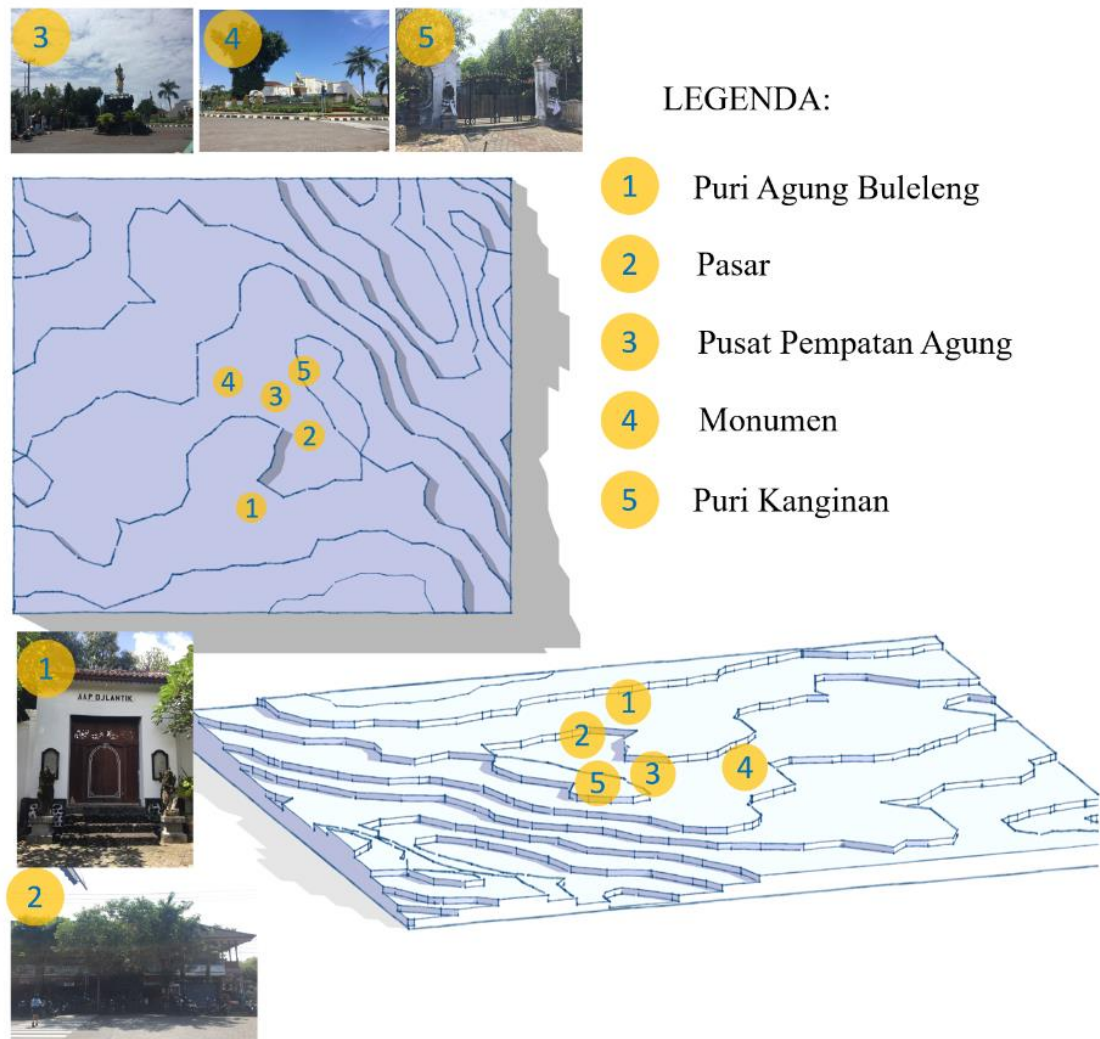 3
4
5
LEGENDA:
1 Puri Agung Buleleng
2 Pasar
3 Pusat Pempatan Agung
4 Monumen
5 Puri Kanginan
5
4
3
2
1
1
A.A.P. DJLANTIK
1
2
5
3
4
2